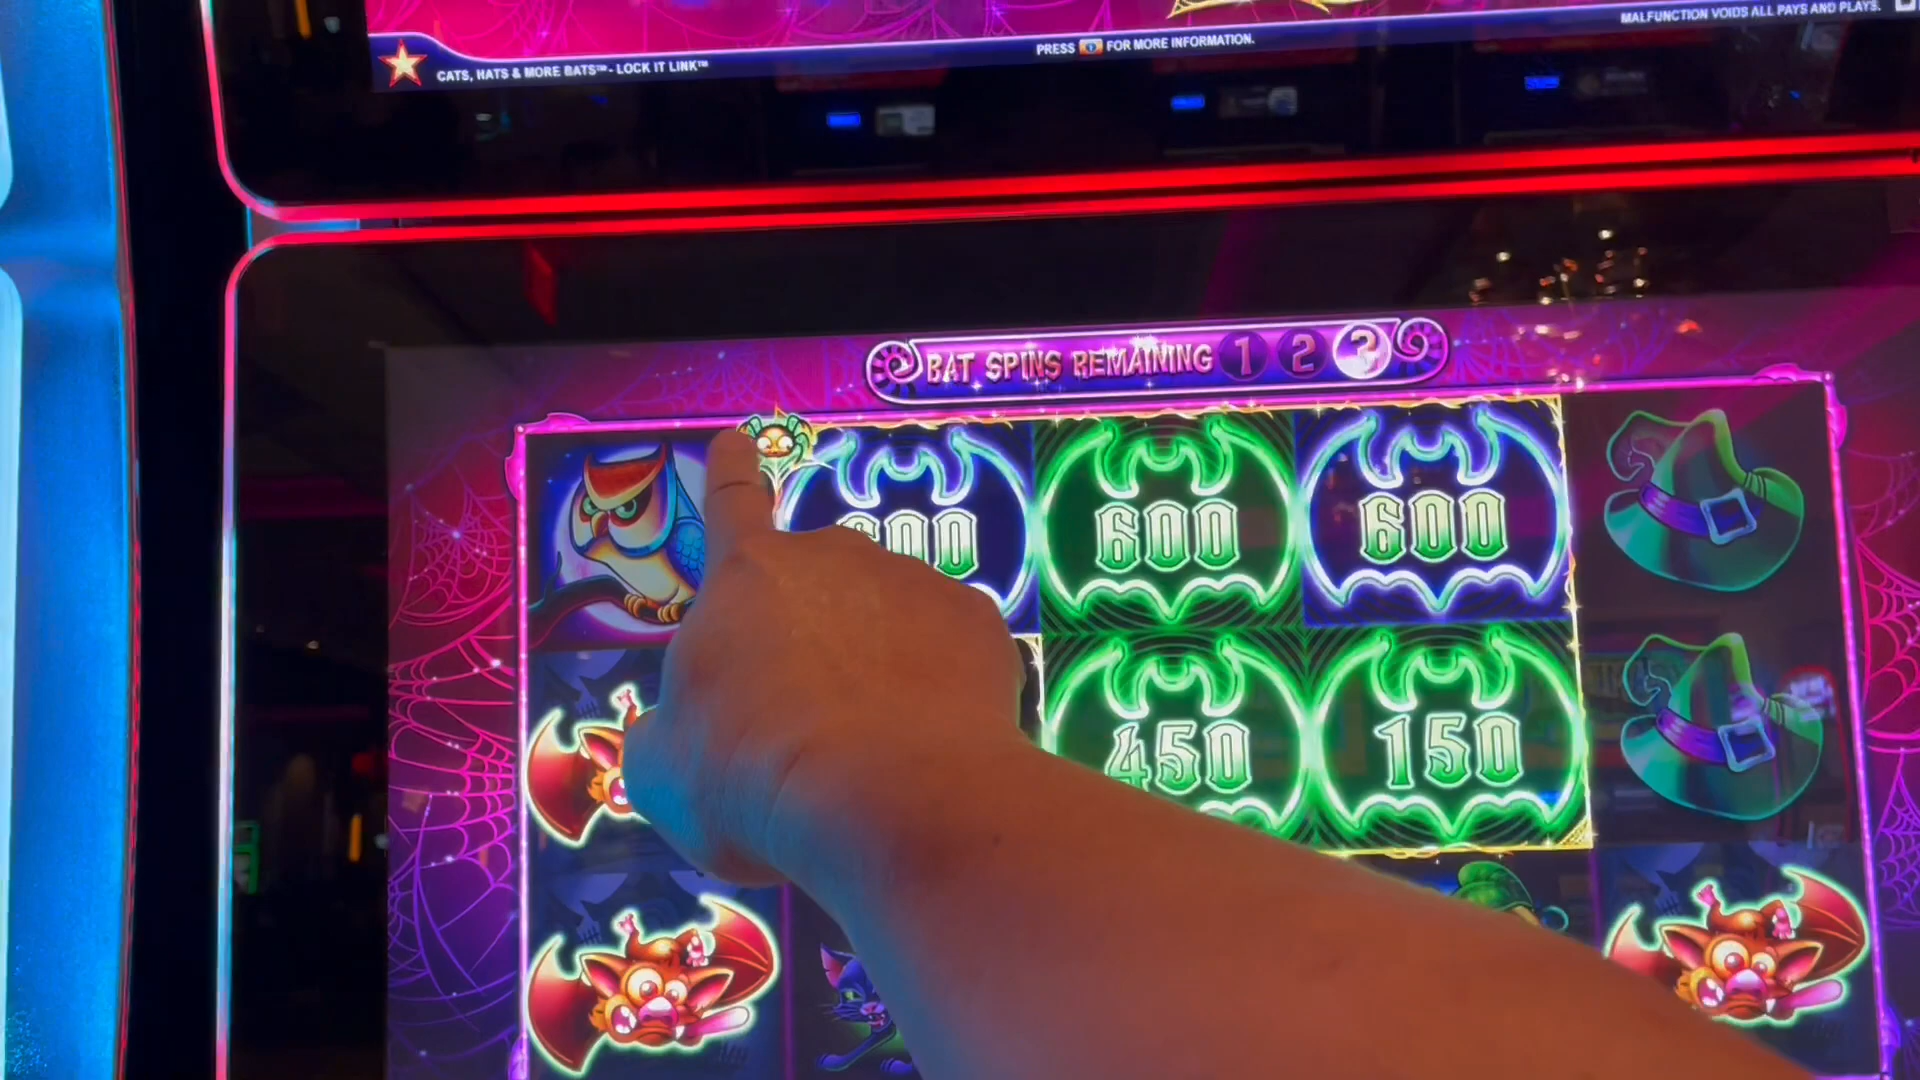 MALFUNCTION VOIDS ALL PAYS AND PLAYS.
PRESS FOR MORE INFORMATION.
CATS, HATS & MORE BATS™ - LOCK IT LINK™
BAT SPINS REMAINING 1 2 3
600 600
450 150